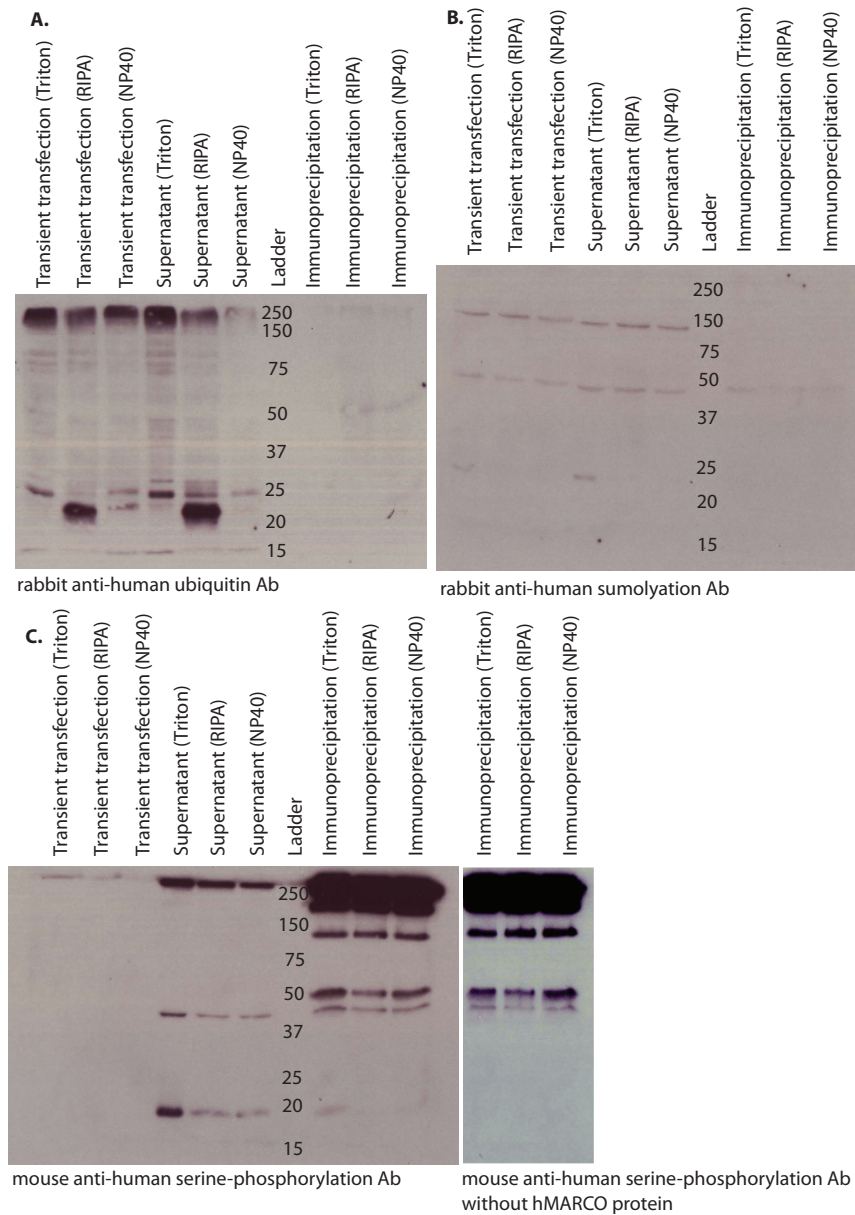 A.
Transient transfection (Triton)
Transient transfection (RIPA)
Transient transfection (NP40)
Supernatant (Triton)
Supernatant (RIPA)
Supernatant (NP40)
Ladder
Immunoprecipitation (Triton)
Immunoprecipitation (RIPA)
Immunoprecipitation (NP40)
250
150
75
50
37
25
20
15
rabbit anti-human ubiquitin Ab
B.
Transient transfection (Triton)
Transient transfection (RIPA)
Transient transfection (NP40)
Supernatant (Triton)
Supernatant (RIPA)
Supernatant (NP40)
Ladder
Immunoprecipitation (Triton)
Immunoprecipitation (RIPA)
Immunoprecipitation (NP40)
250
150
75
50
37
25
20
15
rabbit anti-human sumolyation Ab
C.
Transient transfection (Triton)
Transient transfection (RIPA)
Transient transfection (NP40)
Supernatant (Triton)
Supernatant (RIPA)
Supernatant (NP40)
Ladder
Immunoprecipitation (Triton)
Immunoprecipitation (RIPA)
Immunoprecipitation (NP40)
250
150
75
50
37
25
20
15
mouse anti-human serine-phosphorylation Ab
Immunoprecipitation (Triton)
Immunoprecipitation (RIPA)
Immunoprecipitation (NP40)
mouse anti-human serine-phosphorylation Ab
without hMARCO protein